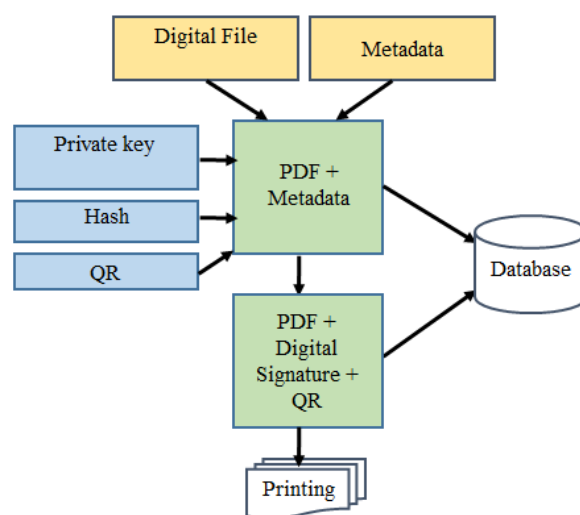 Digital File
Metadata
Private key
PDF +
Metadata
Hash
QR
Database
PDF +
Digital
Signature +
QR
Printing